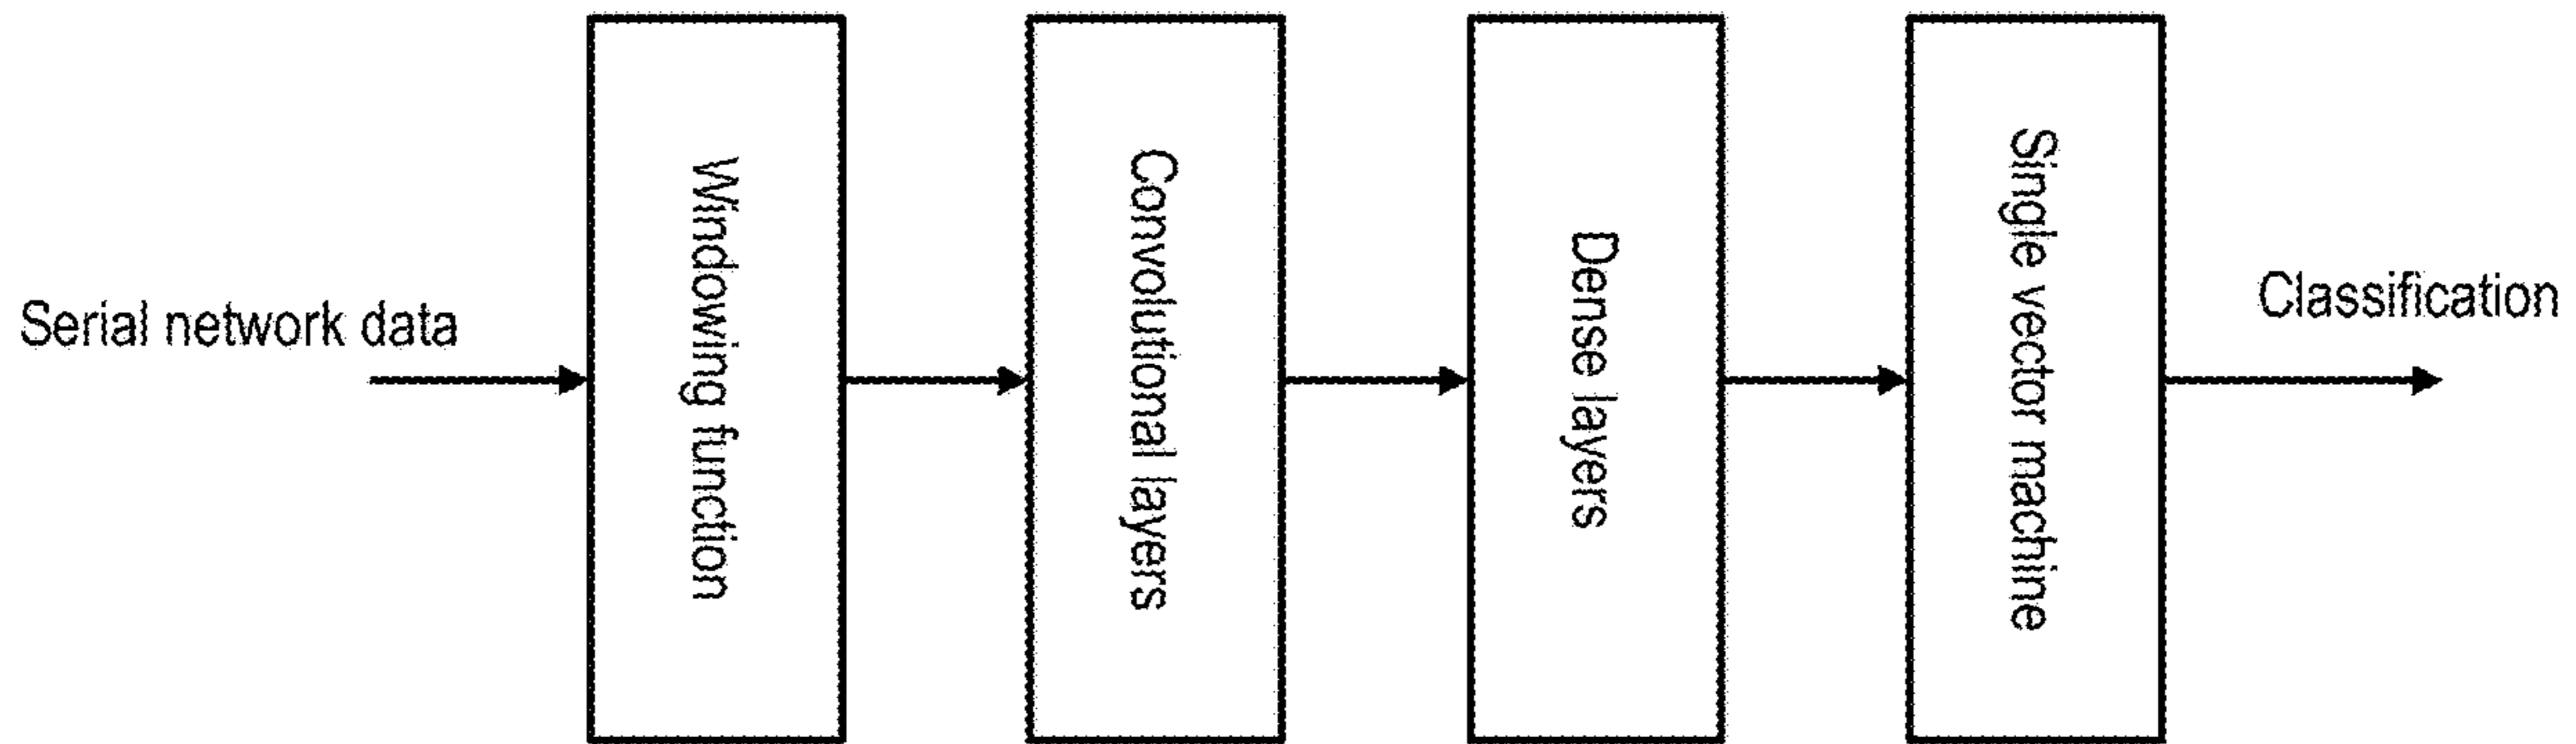 Serial network data
Windowing function
Convolutional layers
Dense layers
Single vector machine
Classification